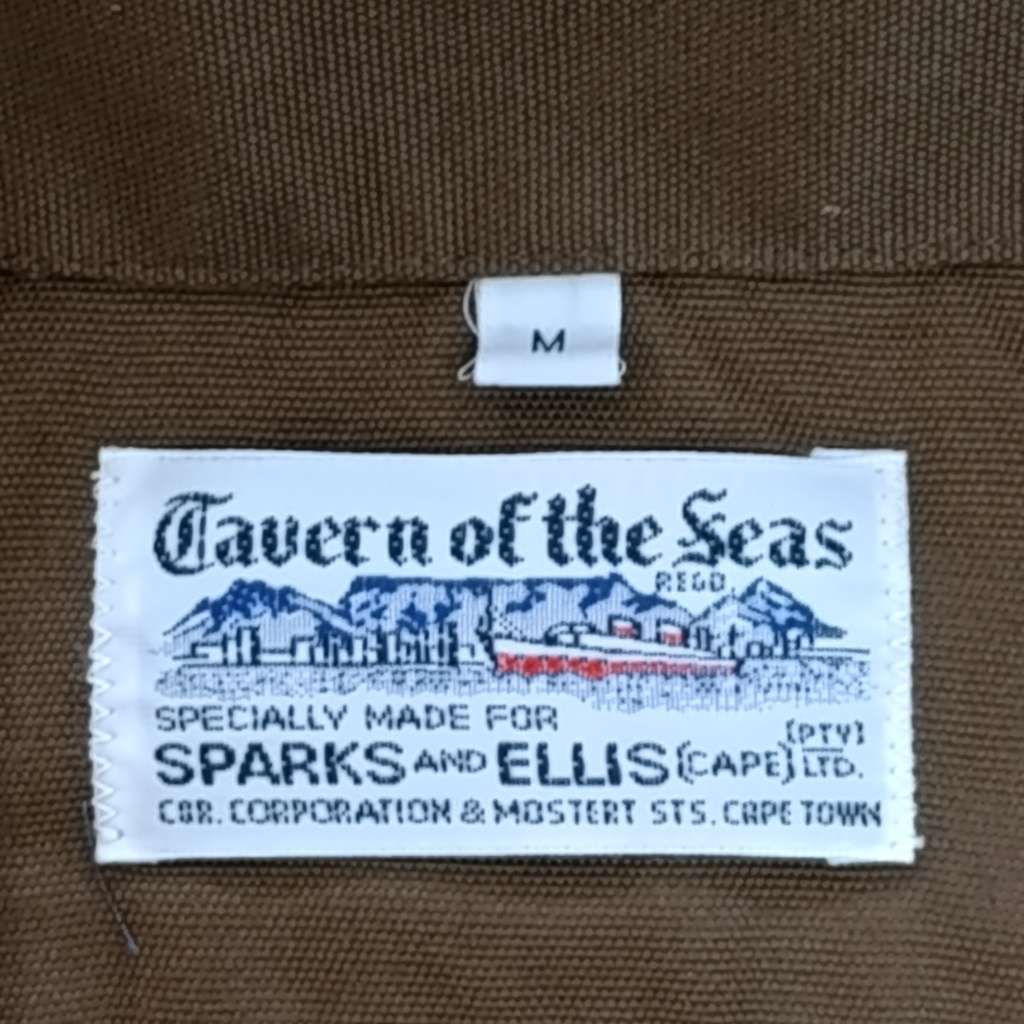 M
Tavern of the Seas
REGD.
SPECIALLY MADE FOR
SPARKS AND ELLIS (CAPE) (PTY) LTD.
COR. CORPORATION & MOSTERT STS. CAPE TOWN